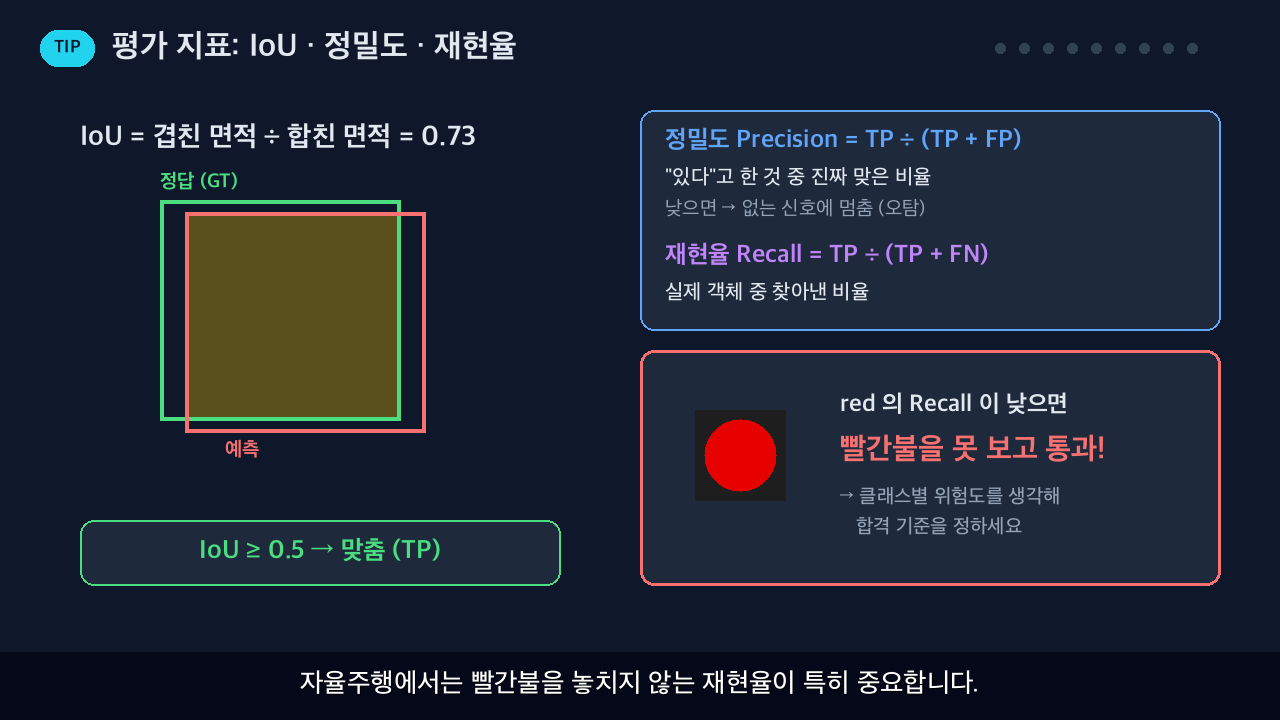 TIP
평가 지표: IoU · 정밀도 · 재현율
IoU = 겹친 면적 ÷ 합친 면적 = 0.73
정답 (GT)
예측
IoU ≥ 0.5 → 맞춤 (TP)
정밀도 Precision = TP ÷ (TP + FP)
"있다"고 한 것 중 진짜 맞은 비율
낮으면 → 없는 신호에 멈춤 (오탐)
재현율 Recall = TP ÷ (TP + FN)
실제 객체 중 찾아낸 비율
red 의 Recall 이 낮으면
빨간불을 못 보고 통과!
→ 클래스별 위험도를 생각해
합격 기준을 정하세요
자율주행에서는 빨간불을 놓치지 않는 재현율이 특히 중요합니다.